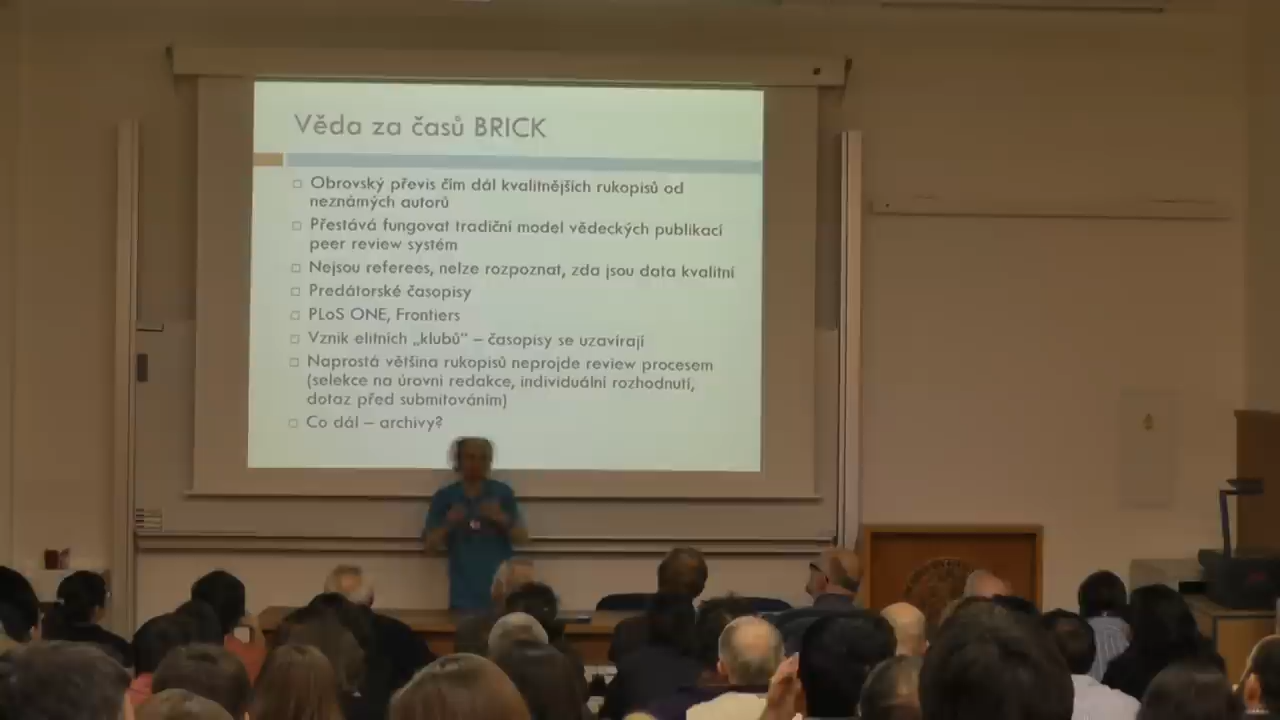 Věda za časů BRICK
□ Obrovský převis čím dál kvalitnějších rukopisů od
neznámých autorů
□ Přestává fungovat tradiční model vědeckých publikací
peer review systém
□ Nejsou referees, nelze rozpoznat, zda jsou data kvalitní
□ Predátorské časopisy
□ PLoS ONE, Frontiers
□ Vznik elitních „klubů“ – časopisy se uzavírají
□ Naprostá většina rukopisů neprojde review procesem
(selekce na úrovni redakce, individuální rozhodnutí,
dotaz před submitováním)
□ Co dál – archivy?